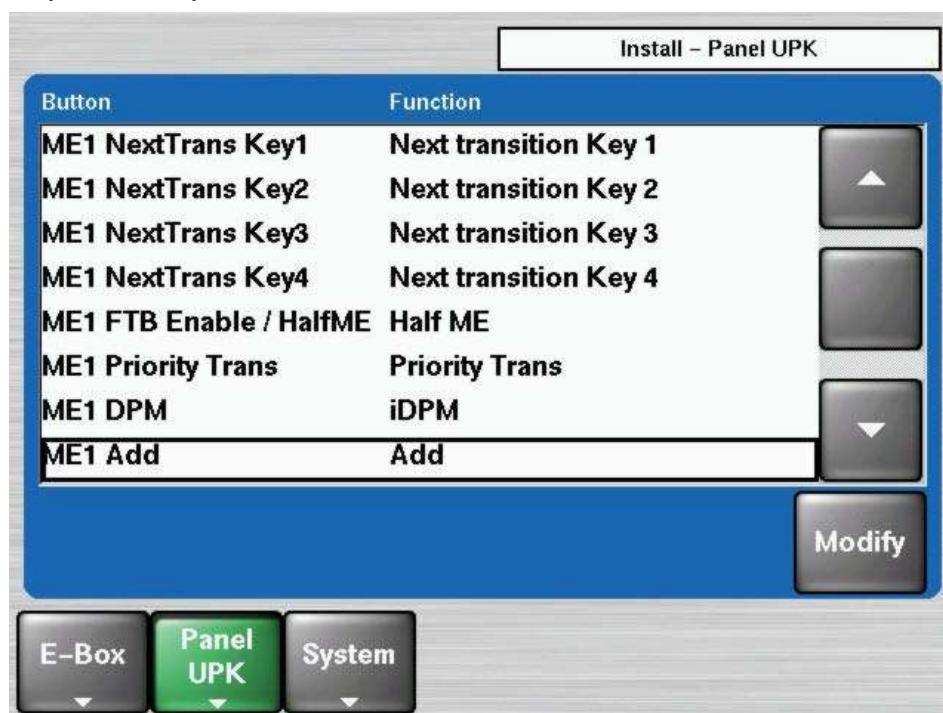 Install – Panel UPK
Button Function
ME1 NextTrans Key1 Next transition Key 1
ME1 NextTrans Key2 Next transition Key 2
ME1 NextTrans Key3 Next transition Key 3
ME1 NextTrans Key4 Next transition Key 4
ME1 FTB Enable / HalfME Half ME
ME1 Priority Trans Priority Trans
ME1 DPM iDPM
ME1 Add Add
Modify
E–Box Panel UPK System